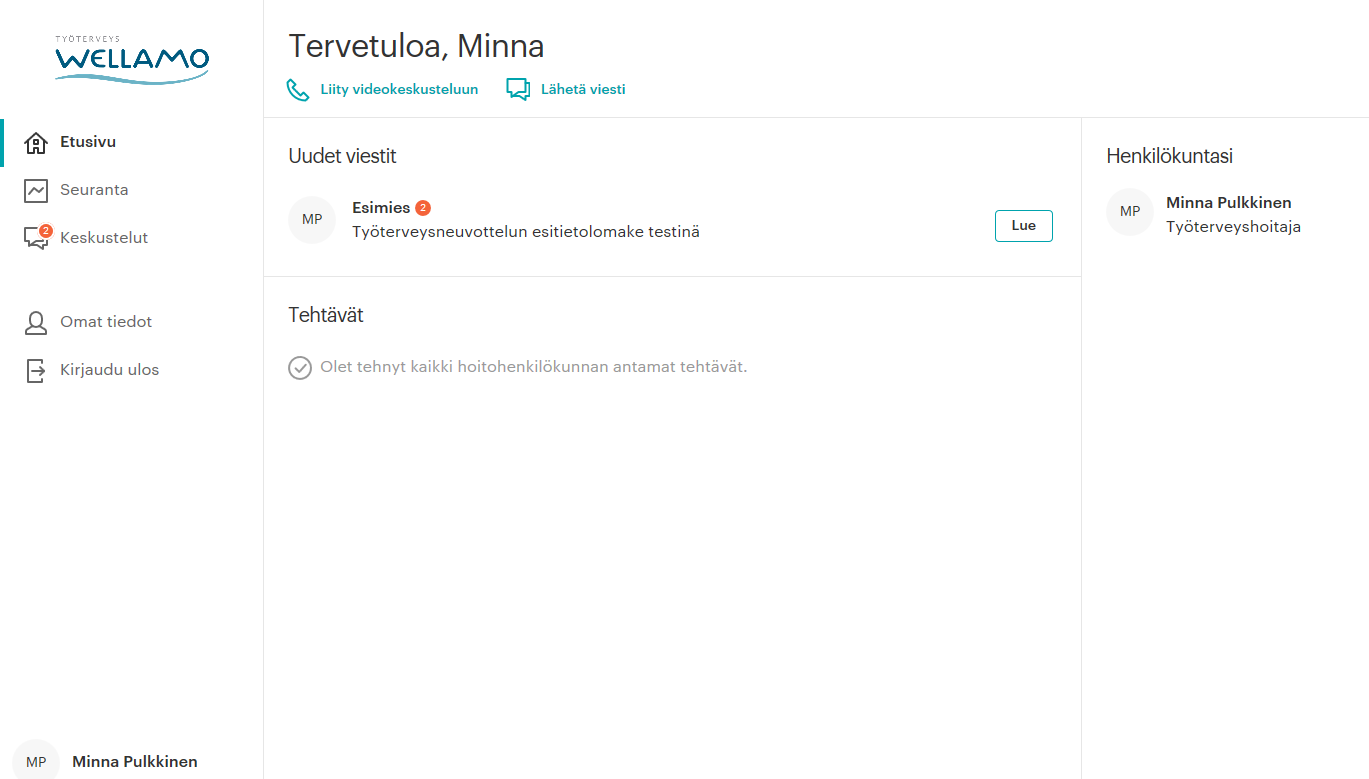 TYÖTERVEYS
WELLAMO
Etusivu
Seuranta
2
Keskustelut
Omat tiedot
Kirjaudu ulos
MP
Minna Pulkkinen
Tervetuloa, Minna
Liity videokeskusteluun
Lähetä viesti
Uudet viestit
MP
Esimies 2
Työterveysneuvottelun esitietolomake testinä
Lue
Tehtävät
Olet tehnyt kaikki hoitohenkilökunnan antamat tehtävät.
Henkilökuntasi
MP
Minna Pulkkinen
Työterveyshoitaja